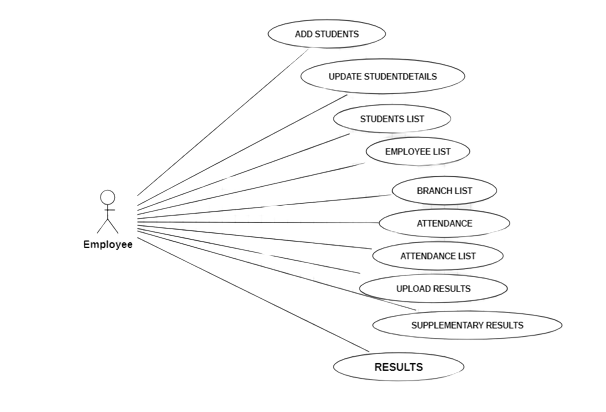 ADD STUDENTS
UPDATE STUDENTDETAILS
STUDENTS LIST
EMPLOYEE LIST
BRANCH LIST
ATTENDANCE
Employee
ATTENDANCE LIST
UPLOAD RESULTS
SUPPLEMENTARY RESULTS
RESULTS